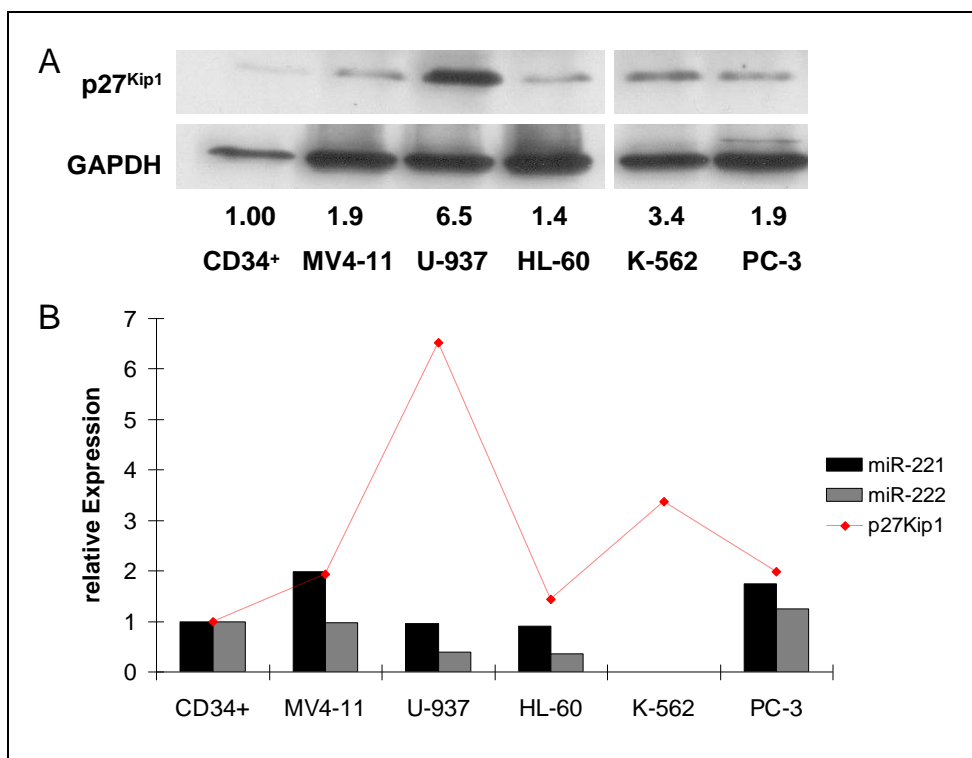 A
p27Kip1
GAPDH
1.00 1.9 6.5 1.4 3.4 1.9
CD34+ MV4-11 U-937 HL-60 K-562 PC-3
B
relative Expression
7
6
5
4
3
2
1
0
CD34+ MV4-11 U-937 HL-60 K-562 PC-3
miR-221
miR-222
p27Kip1